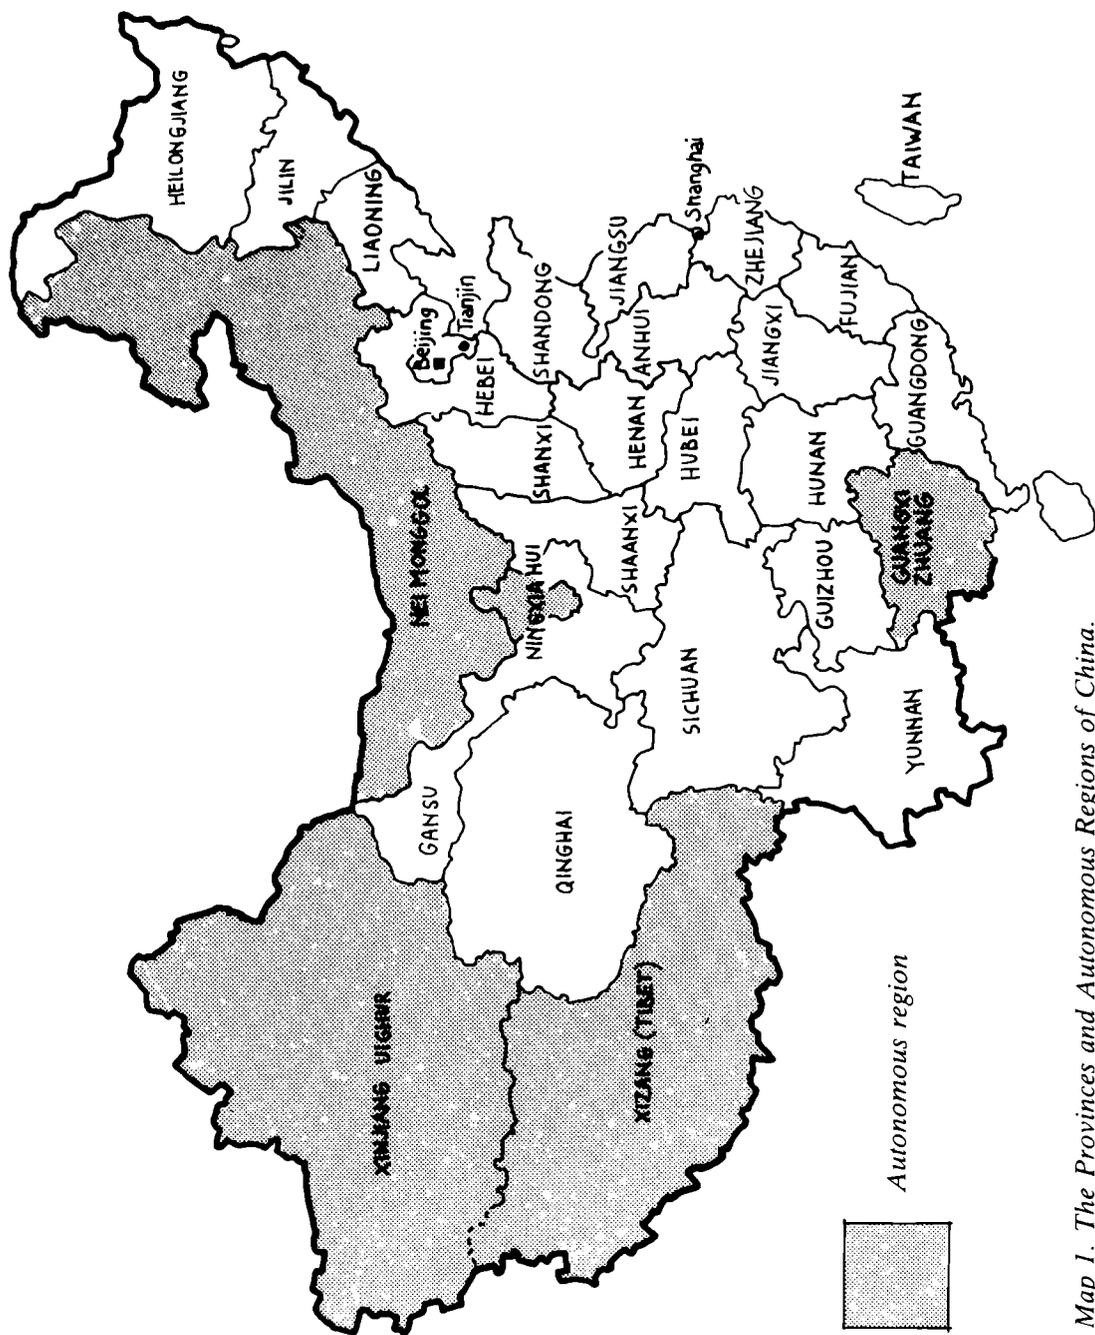 HEILONGJIANG
JILIN
LIAONING
NEI MONGGOL
Beijing
Tianjin
HEBEI
SHANXI
SHANDONG
NINGXIA HUI
SHAANXI
HENAN
JIANGSU
ANHUI
Shanghai
ZHEJIANG
HUBEI
XINJIANG UIGHUR
GANSU
QINGHAI
XIZANG (TIBET)
SICHUAN
GUIZHOU
HUNAN
JIANGXI
FUJIAN
TAIWAN
YUNNAN
GUANGXI
ZHUANG
GUANGDONG
Autonomous region
Map 1. The Provinces and Autonomous Regions of China.